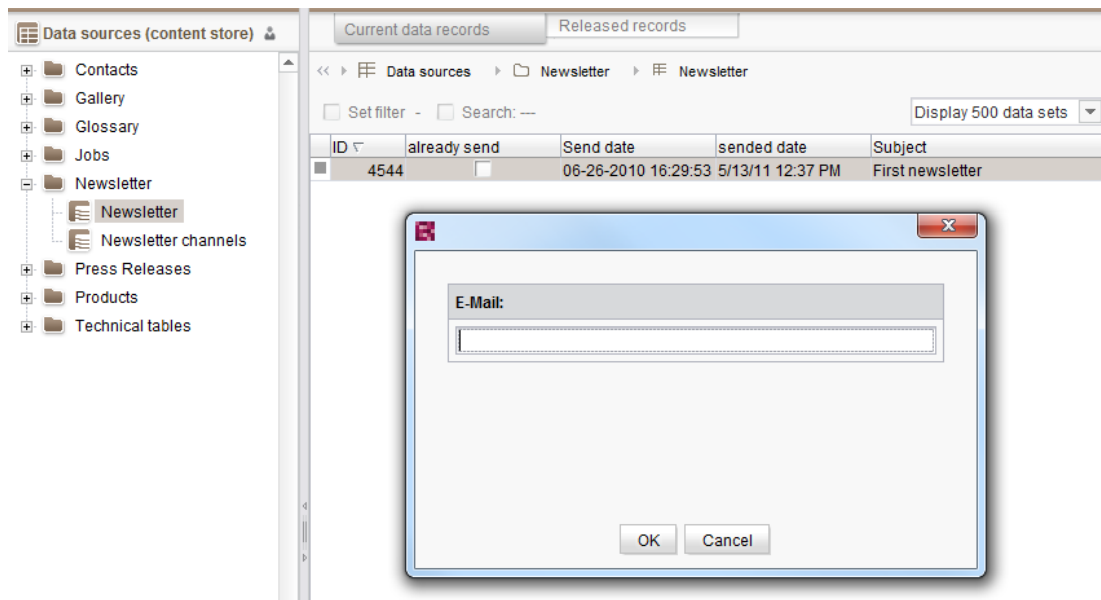 Data sources (content store)
Contacts
Gallery
Glossary
Jobs
Newsletter
Newsletter
Newsletter channels
Press Releases
Products
Technical tables
Current data records
Released records
Data sources
Newsletter
Newsletter
Set filter - Search: ---
Display 500 data sets
ID already send Send date sended date Subject
4544 06-26-2010 16:29:53 5/13/11 12:37 PM First newsletter
E-Mail:
OK
Cancel